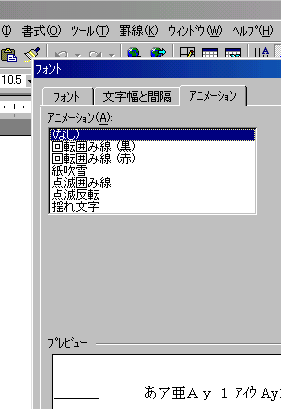 (I) 書式(O) ツール(T) 罫線(K) ウィンドウ(W) ヘルプ(H)
10.5
フォント
フォント 文字幅と間隔 アニメーション
アニメーション(A):
(なし)
回転囲み線 (黒)
回転囲み線 (赤)
紙吹雪
点滅囲み線
点滅反転
揺れ文字
プレビュー
あア亜Ａｙ １ｱｲｳ Ay1